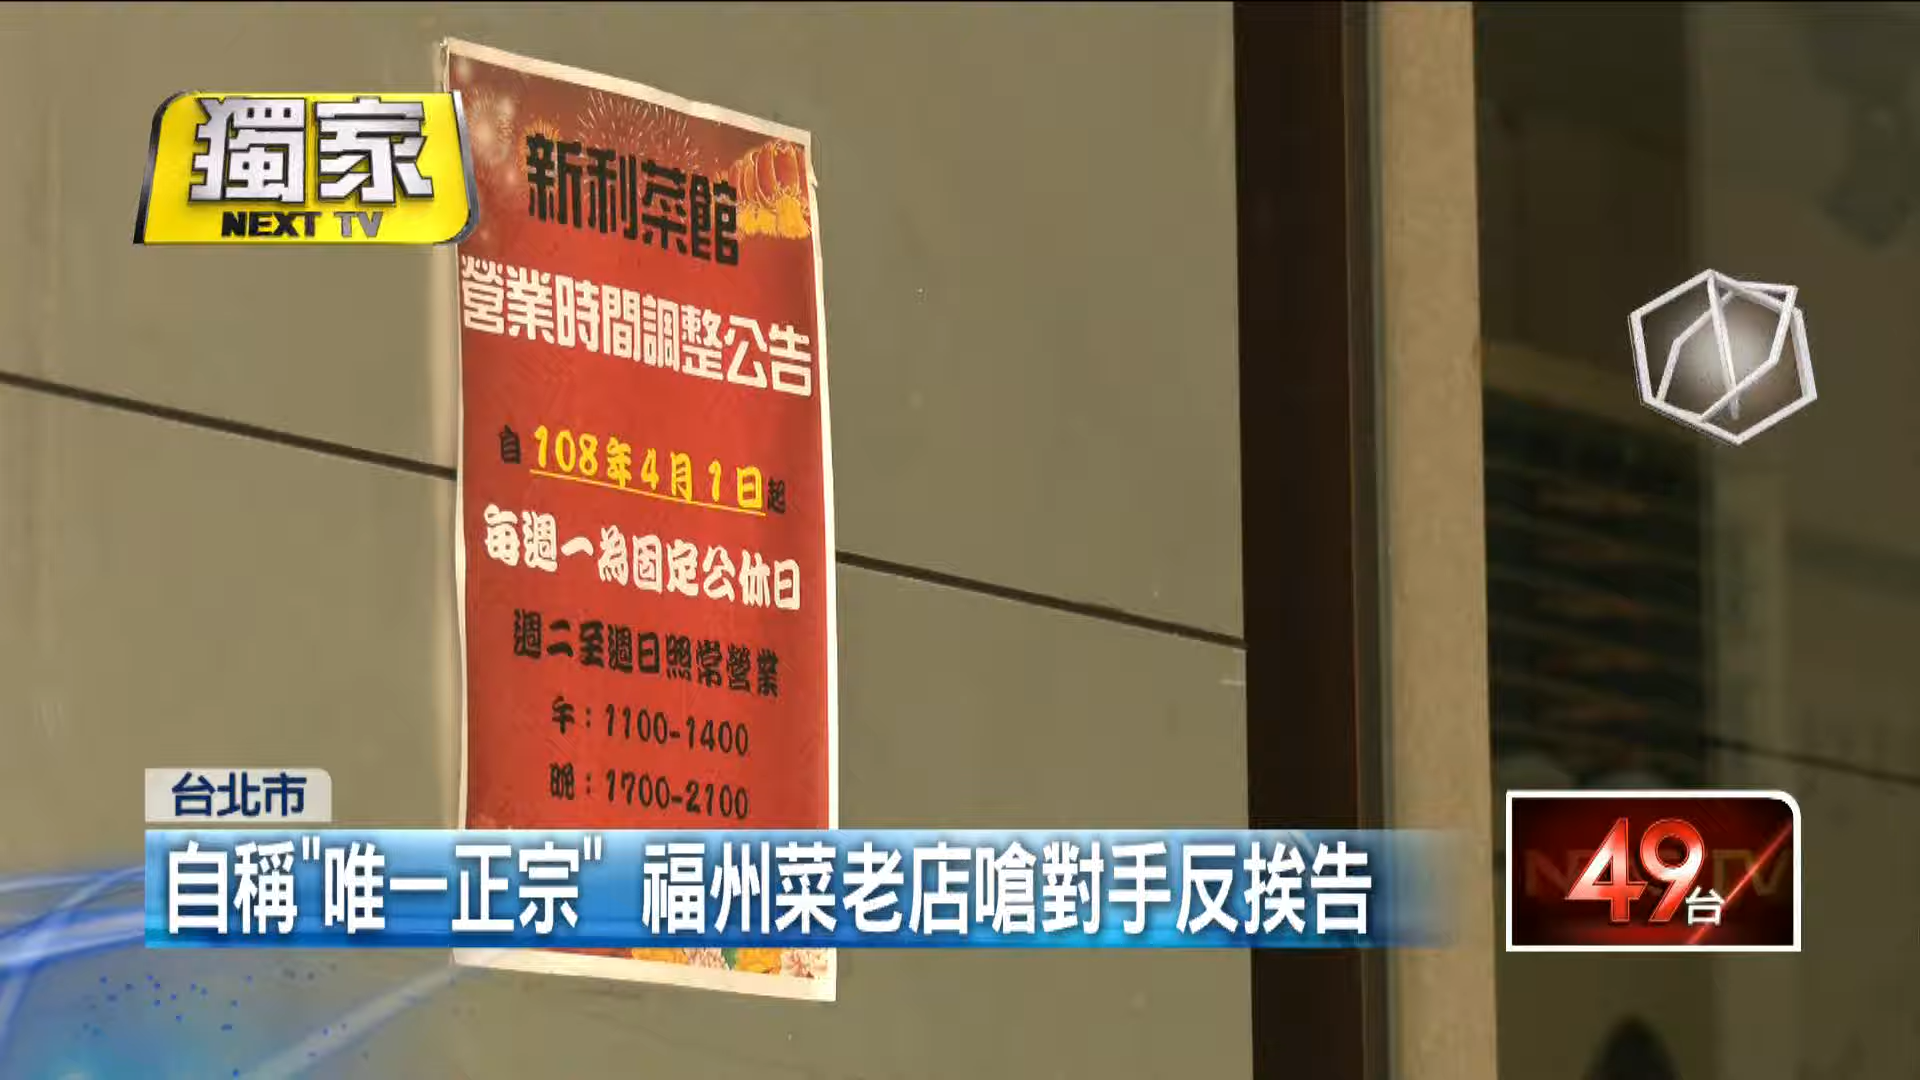 獨家
NEXT TV
新利菜館
營業時間調整公告
自108年4月1日起
每週一為固定公休日
週二至週日照常營業
午：1100-1400
晚：1700-2100
台北市
自稱"唯一正宗" 福州菜老店嗆對手反挨告
49台